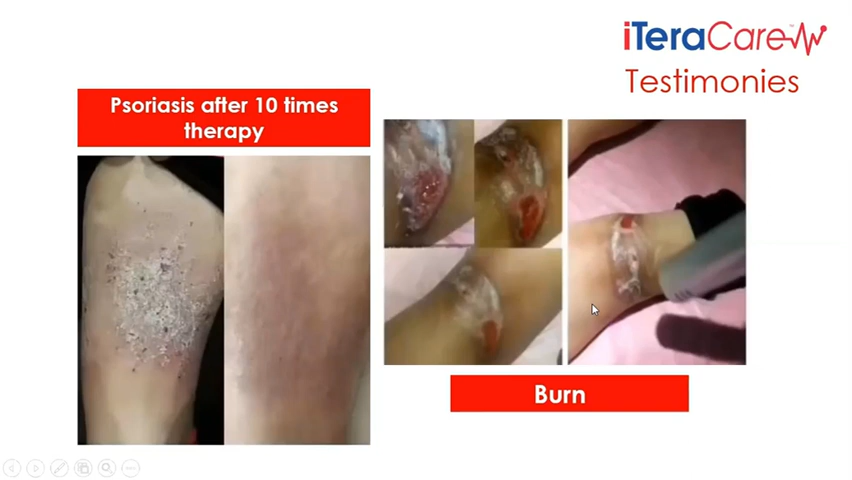 iTeraCare
Testimonies
Psoriasis after 10 times
therapy
Burn